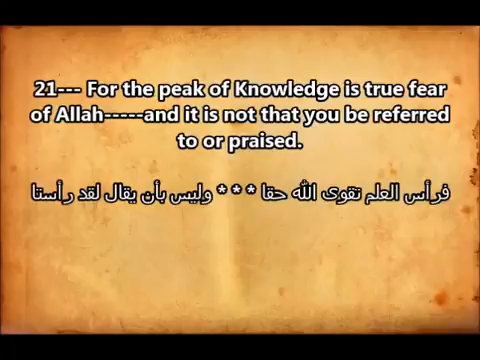 21--- For the peak of Knowledge is true fear
of Allah-----and it is not that you be referred
to or praised.
فرأس العلم تقوى الله حقا * * * وليس بأن يقال لقد رأستا